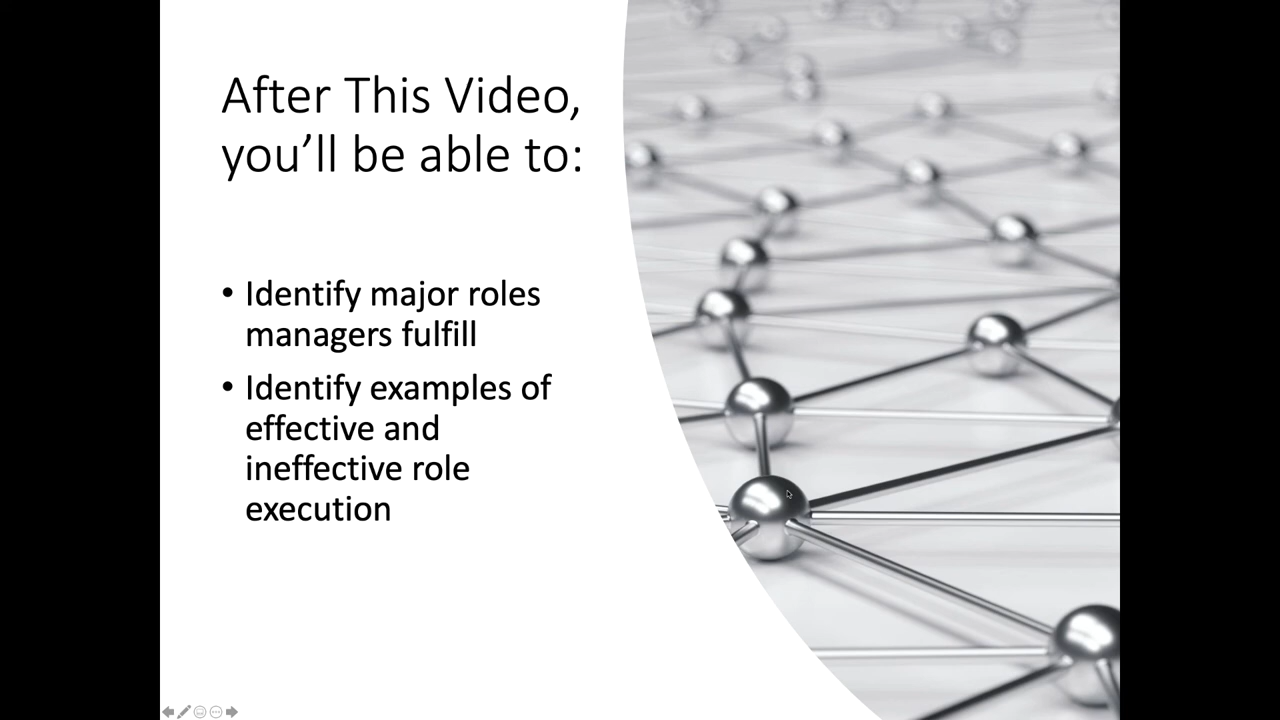 After This Video,
you’ll be able to:
• Identify major roles
managers fulfill
• Identify examples of
effective and
ineffective role
execution